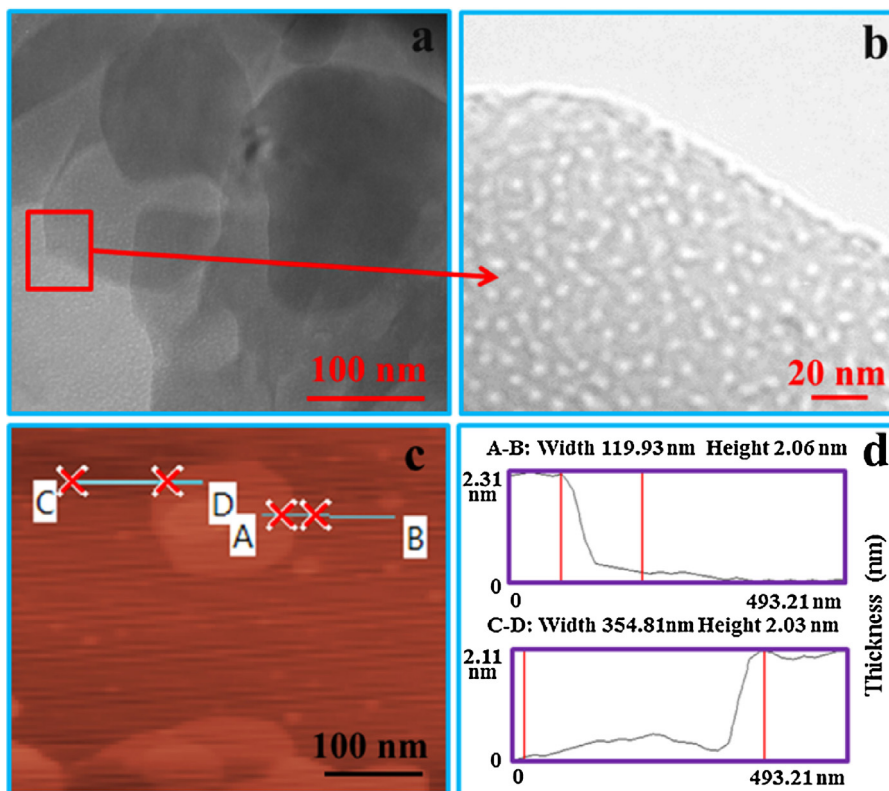 a
100 nm
b
20 nm
c
C
D
A
B
100 nm
d
A-B: Width 119.93 nm Height 2.06 nm
2.31
nm
0
0
493.21 nm
C-D: Width 354.81nm Height 2.03 nm
2.11
nm
0
0
493.21 nm
Thickness (nm)